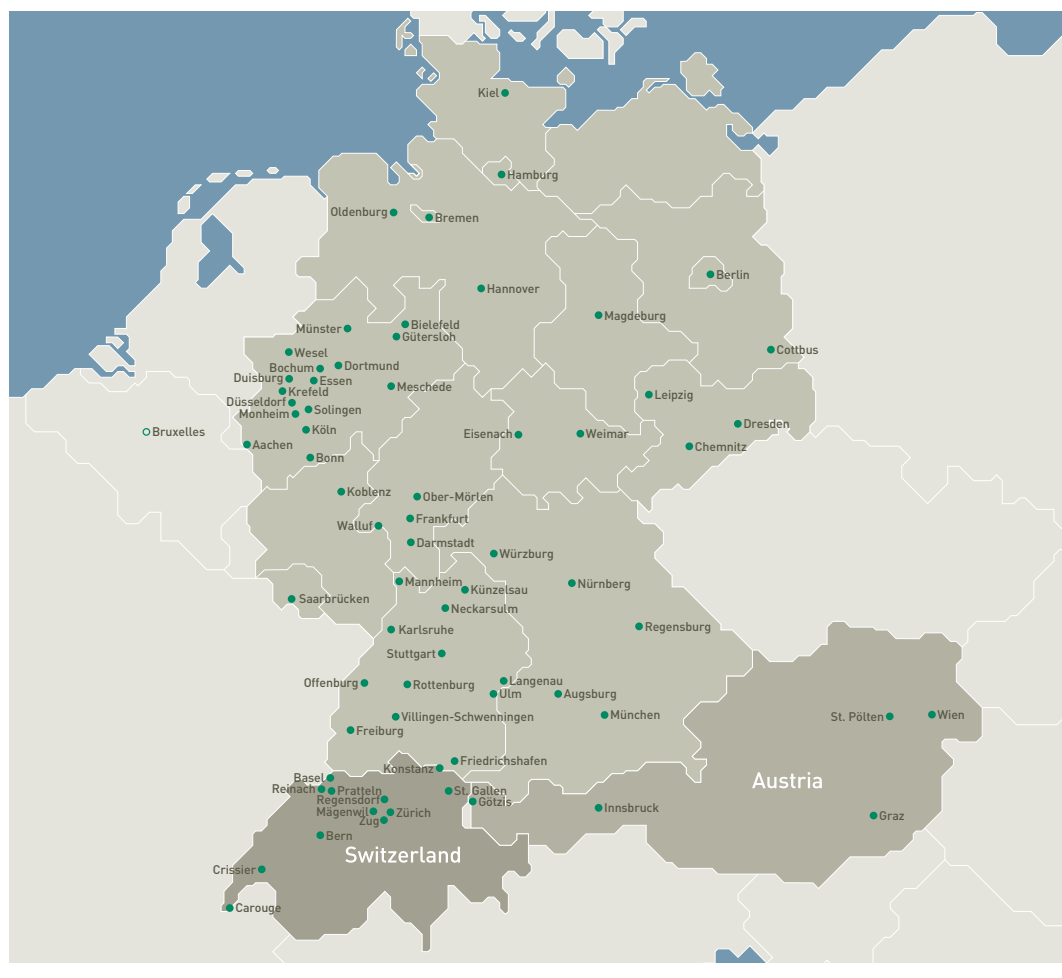 Kiel
Hamburg
Oldenburg
Bremen
Berlin
Hannover
Magdeburg
Bielefeld
Münster
Gütersloh
Cottbus
Wesel
Dortmund
Bochum
Duisburg
Essen
Meschede
Krefeld
Leipzig
Düsseldorf
Solingen
Monheim
Dresden
Bruxelles
Köln
Eisenach
Weimar
Aachen
Chemnitz
Bonn
Koblenz
Ober-Mörlen
Frankfurt
Walluf
Darmstadt
Würzburg
Mannheim
Nürnberg
Künzelsau
Saarbrücken
Neckarsulm
Karlsruhe
Regensburg
Stuttgart
Langenau
Offenburg
Rottenburg
Ulm
Augsburg
München
Villingen-Schwenningen
St. Pölten
Wien
Freiburg
Friedrichshafen
Konstanz
Basel
Austria
Reinach
Pratteln
St. Gallen
Regensdorf
Götzis
Innsbruck
Mägenwil
Zürich
Graz
Zug
Bern
Switzerland
Crissier
Carouge